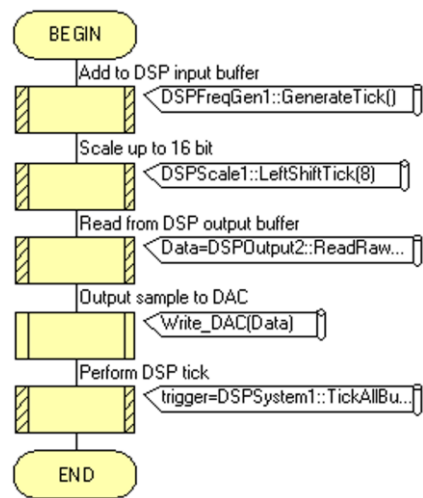 BEGIN
Add to DSP input buffer
DSPFreqGen1::GenerateTick()
Scale up to 16 bit
DSPScale1::LeftShiftTick(8)
Read from DSP output buffer
Data=DSPOutput2::ReadRaw...
Output sample to DAC
Write_DAC(Data)
Perform DSP tick
trigger=DSPSystem1::TickAllBu...
END